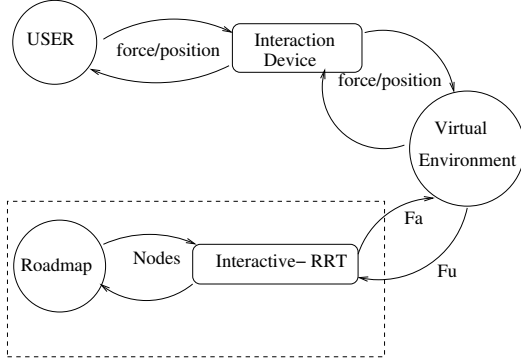 USER
force/position
Interaction
Device
force/position
Virtual
Environment
Fa
Roadmap
Nodes
Interactive− RRT
Fu